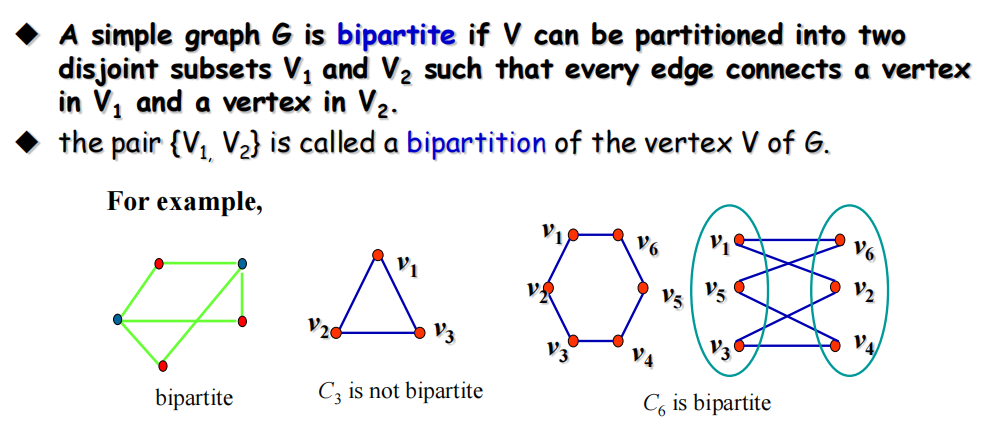 ◆ A simple graph G is bipartite if V can be partitioned into two
disjoint subsets V₁ and V₂ such that every edge connects a vertex
in V₁ and a vertex in V₂.
◆ the pair {V₁, V₂} is called a bipartition of the vertex V of G.
For example,
v₁
v₂
v₃
v₁
v₆
v₂
v₅
v₃
v₄
v₁
v₆
v₅
v₂
v₃
v₄
bipartite
C₃ is not bipartite
C₆ is bipartite